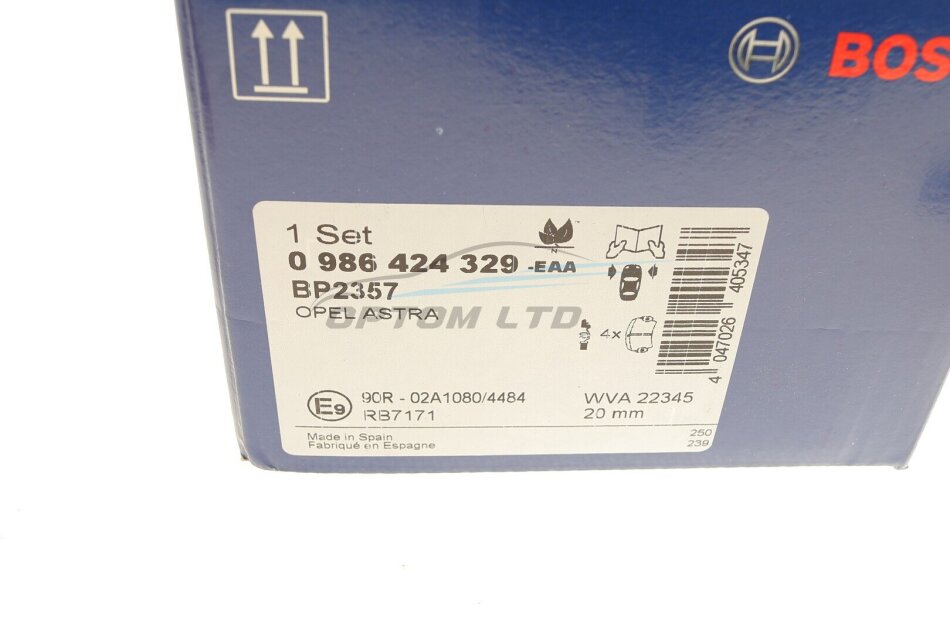 BOS
1 Set
0 986 424 329 -EAA
BP2357
OPEL ASTRA
OPTOM LTD.
4x
4 047026 405347
E9
90R - 02A1080/4484
RB7171
WVA 22345
20 mm
Made in Spain
Fabriqué en Espagne
250
239